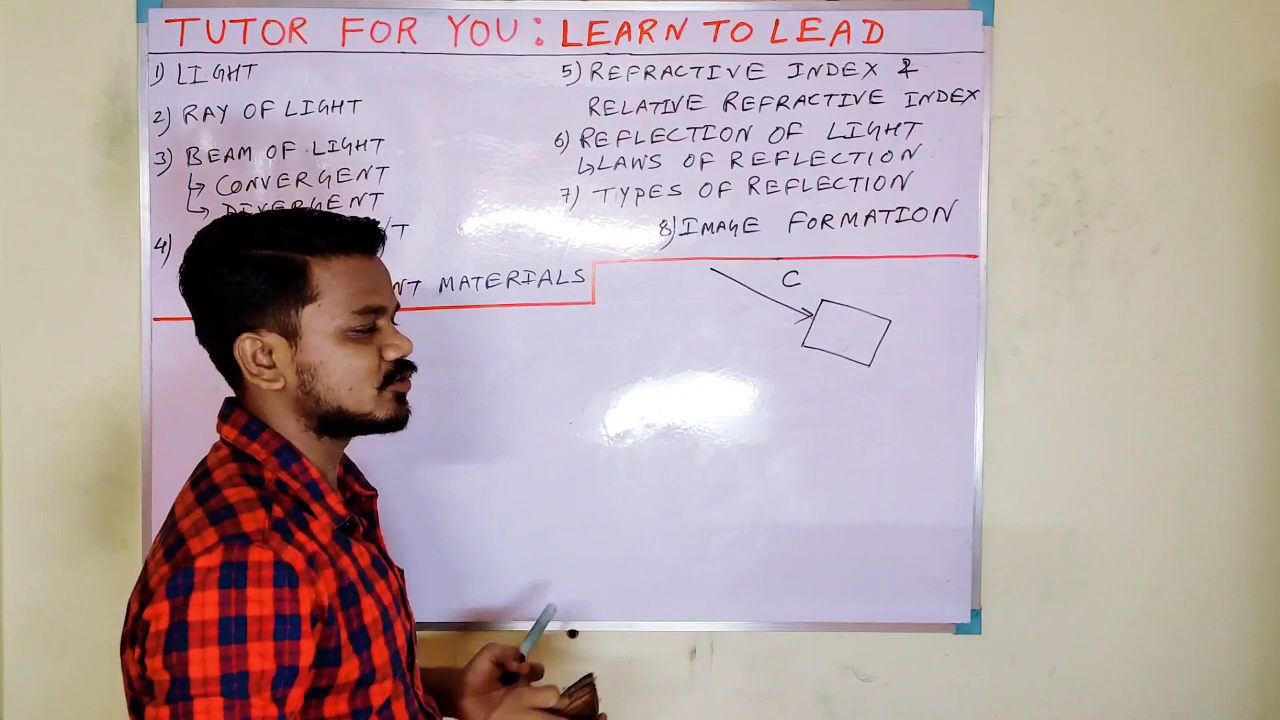 TUTOR FOR YOU: LEARN TO LEAD
1) LIGHT
2) RAY OF LIGHT
3) BEAM OF LIGHT
↳ CONVERGENT
↳ DIVERGENT
4)
MATERIALS
5) REFRACTIVE INDEX &
RELATIVE REFRACTIVE INDEX
6) REFLECTION OF LIGHT
↳ LAWS OF REFLECTION
7) TYPES OF REFLECTION
8) IMAGE FORMATION
C